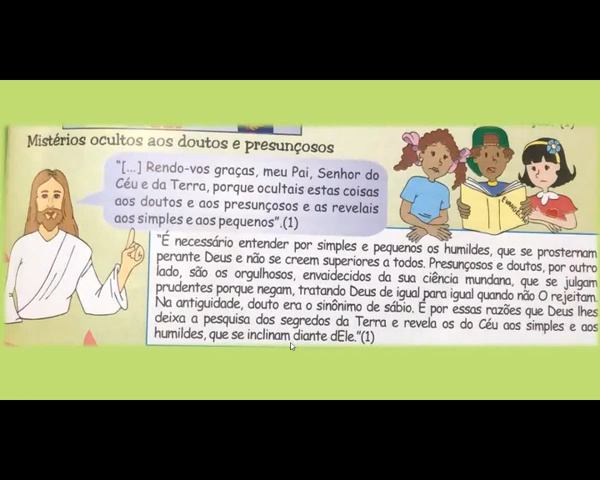 Mistérios ocultos aos doutos e presunçosos
"[...] Rendo-vos graças, meu Pai, Senhor do
Céu e da Terra, porque ocultais estas coisas
aos doutos e aos presunçosos e as revelais
aos simples e aos pequenos".(1)
"É necessário entender por simples e pequenos os humildes, que se prosternam
perante Deus e não se creem superiores a todos. Presunçosos e doutos, por outro
lado, são os orgulhosos, envaidecidos da sua ciência mundana, que se julgam
prudentes porque negam, tratando Deus de igual para igual quando não O rejeitam.
Na antiguidade, douto era o sinônimo de sábio. É por essas razões que Deus lhes
deixa a pesquisa dos segredos da Terra e revela os do Céu aos simples e aos
humildes, que se inclinam diante dEle."(1)